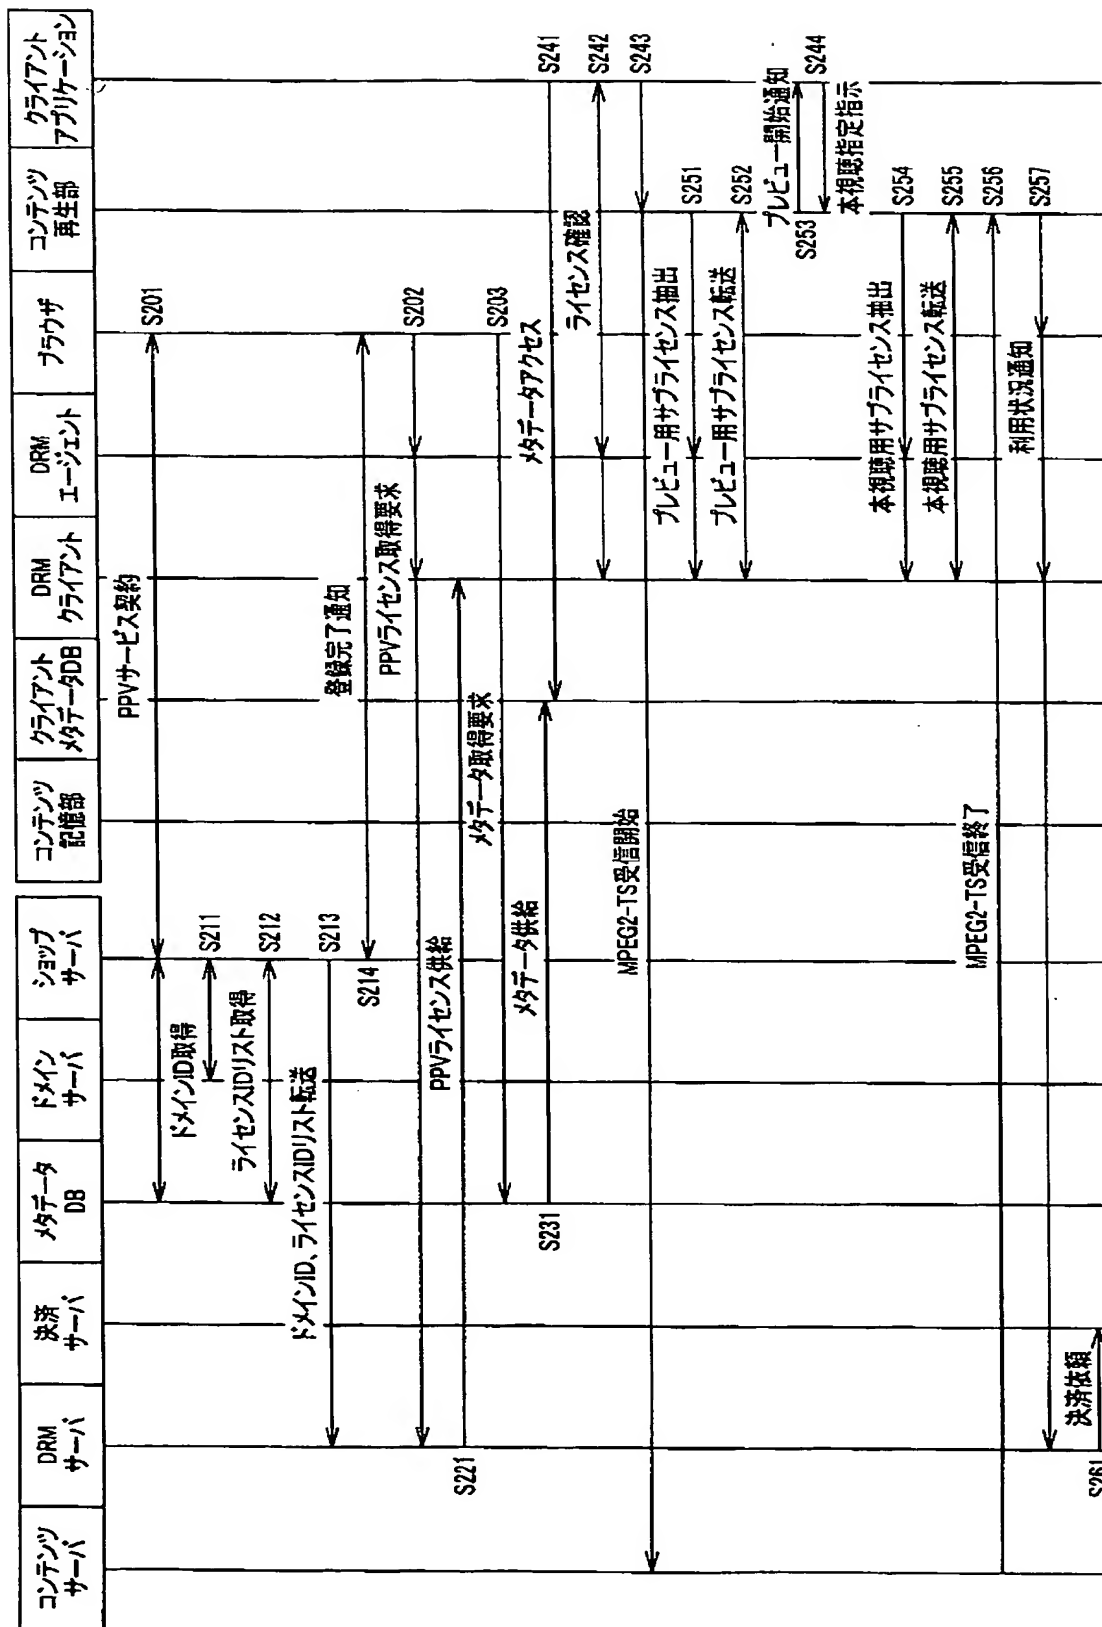 コンテンツ
サーバ
DRM
サーバ
決済
サーバ
メタデータ
DB
ドメイン
サーバ
ショップ
サーバ
コンテンツ
記憶部
クライアント
メタデータDB
DRM
クライアント
DRM
エージェント
ブラウザ
コンテンツ
再生部
クライアント
アプリケーション
PPVサービス契約
S201
ドメインID取得
S211
ライセンスIDリスト取得
S212
ドメインID、ライセンスIDリスト転送
S213
登録完了通知
S214
PPVライセンス取得要求
S202
PPVライセンス供給
S221
メタデータ取得要求
S203
メタデータ供給
S231
メタデータアクセス
S241
ライセンス確認
S242
MPEG2-TS受信開始
S243
プレビュー用サブライセンス抽出
S251
プレビュー用サブライセンス転送
S252
プレビュー開始通知
S253
本視聴指定指示
S244
本視聴用サブライセンス抽出
S254
本視聴用サブライセンス転送
S255
MPEG2-TS受信終了
S256
利用状況通知
S257
決済依頼
S261